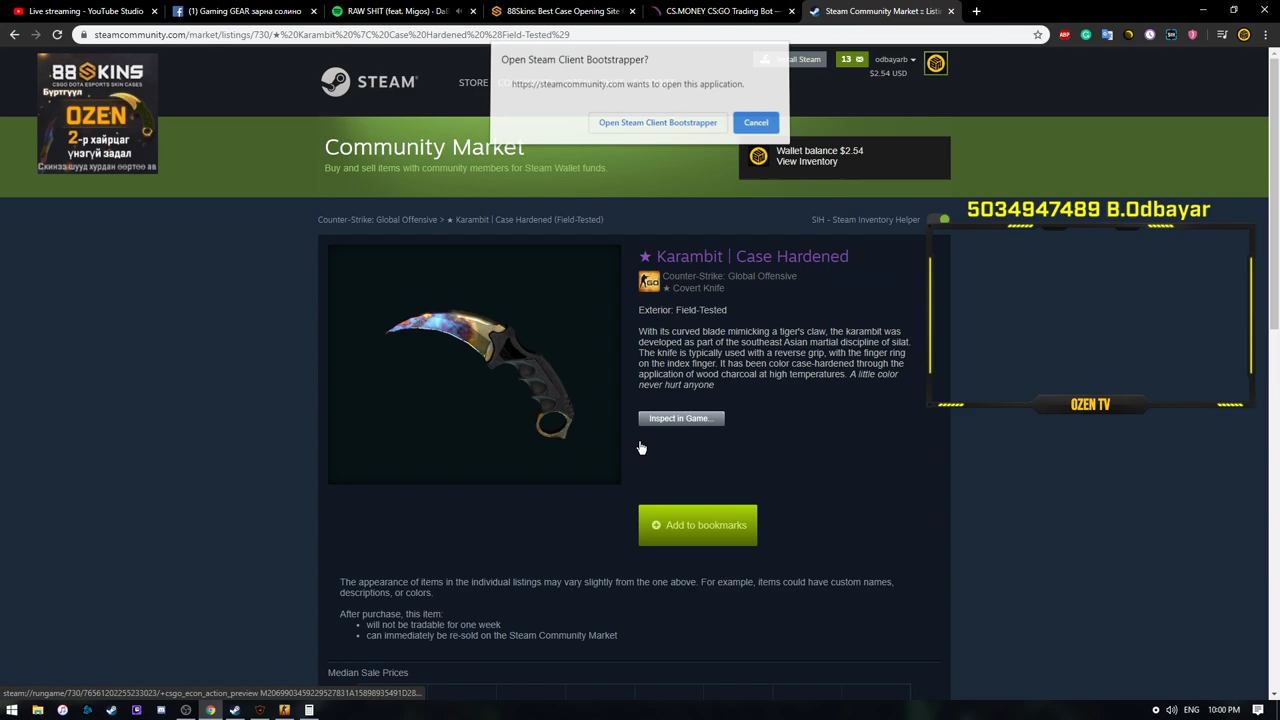 Live streaming - YouTube St
(1) Facebook Gaming Cr
RAW SHIT (feat. Da
88Skins | Case Opening Site
CSGO Trading Bot
Steam Community Market :: Listin
steamcommunity.com/market/listings/730/★%20Karambit%20%7C%20Case%20Hardened%20%28Field-Tested%29
88SKINS
CSGO DOTA ESPORTS SKIN CASES
Бүртгүүл
OZEN
2-р хайрцаг
үнэгүй задал
STEAM
STORE
Open Steam Client Bootstrapper?
https://steamcommunity.com wants to open this application.
Open Steam Client Bootstrapper
Cancel
Install Steam
13
odbayarb
$2.54 USD
Community Market
Buy and sell items with community members for Steam Wallet funds.
Wallet balance $2.54
View Inventory
Counter-Strike: Global Offensive > ★ Karambit | Case Hardened (Field-Tested)
SIH - Steam Inventory Helper
5034947489 B.Odbayar
★ Karambit | Case Hardened
Counter-Strike: Global Offensive
★ Covert Knife
Exterior: Field-Tested
With its curved blade mimicking a tiger's claw, the karambit was
developed as part of the southeast Asian martial discipline of silat.
The knife is typically used with a reverse grip, with the finger ring
on the index finger. It has been color case-hardened through the
application of wood charcoal at high temperatures. A little color
never hurt anyone
Inspect in Game...
OZEN TV
Add to bookmarks
The appearance of items in the individual listings may vary slightly from the one above. For example, items could have custom names,
descriptions, or colors.
After purchase, this item:
• will not be tradable for one week
• can immediately be re-sold on the Steam Community Market
Median Sale Prices
steam://rungame/730/76561202255233023/+csgo_econ_action_preview M2069903459229527831A15898935491D28...
ENG
10:00 PM